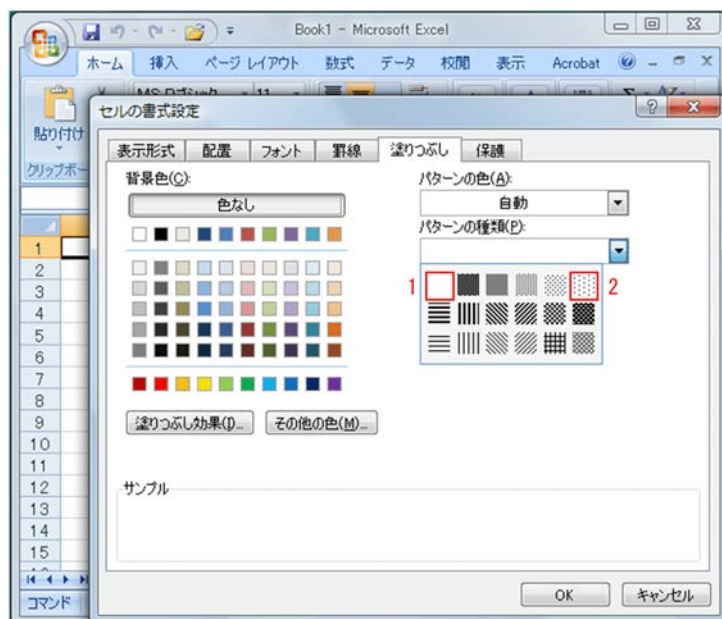 Book1 - Microsoft Excel
ホーム 挿入 ページ レイアウト 数式 データ 校閲 表示 Acrobat
貼り付け
クリップボー
セルの書式設定
表示形式 配置 フォント 罫線 塗りつぶし 保護
背景色(C):
色なし
パターンの色(A):
自動
パターンの種類(P):
1 2
塗りつぶし効果(I)... その他の色(M)...
サンプル
OK キャンセル
1
2
3
4
5
6
7
8
9
10
11
12
13
14
15
コマンド